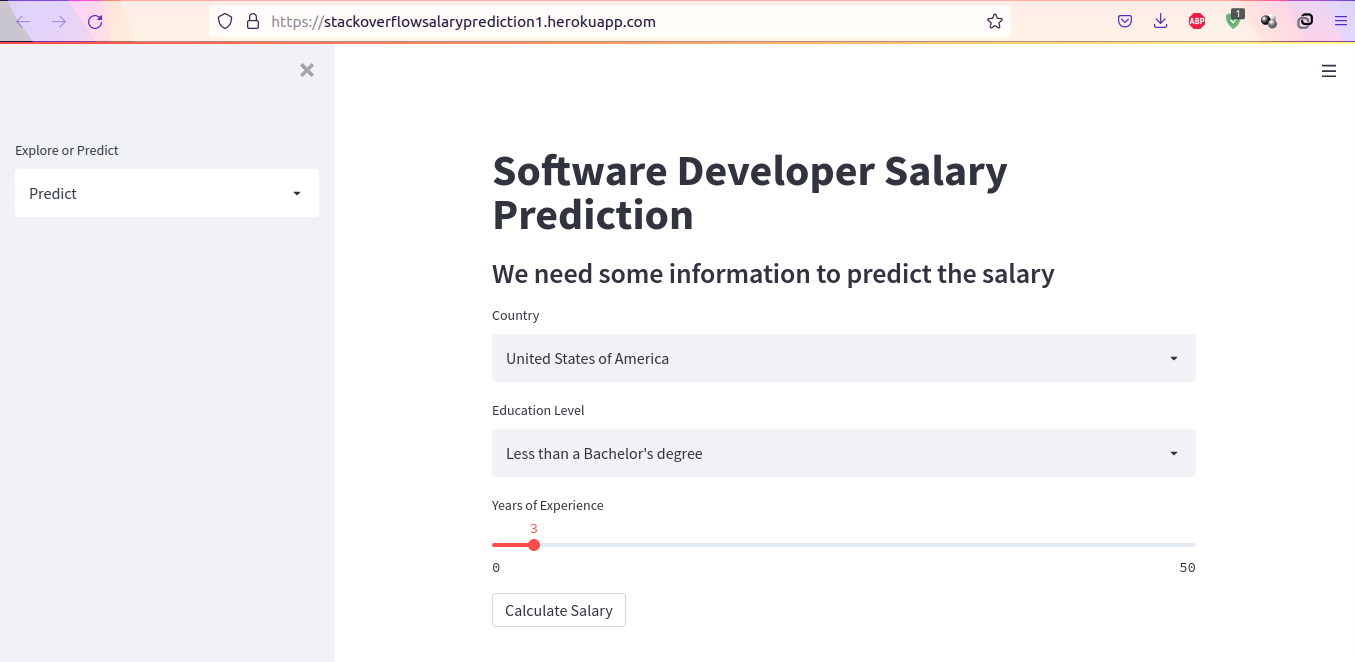 https://stackoverflowsalaryprediction1.herokuapp.com
ABP
1
Explore or Predict
Predict
Software Developer Salary
Prediction
We need some information to predict the salary
Country
United States of America
Education Level
Less than a Bachelor's degree
Years of Experience
3
0 50
Calculate Salary